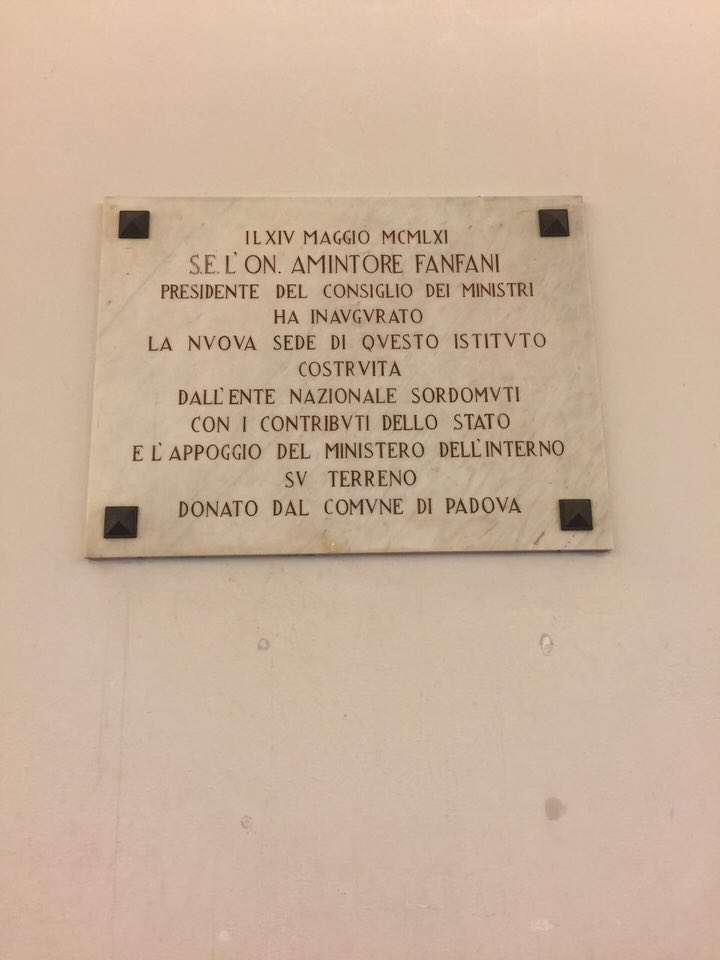 IL XIV MAGGIO MCMLXI
S.E. L'ON. AMINTORE FANFANI
PRESIDENTE DEL CONSIGLIO DEI MINISTRI
HA INAVGVRATO
LA NVOVA SEDE DI QVESTO ISTITVTO
COSTRVITA
DALL'ENTE NAZIONALE SORDOMVTI
CON I CONTRIBVTI DELLO STATO
E L'APPOGGIO DEL MINISTERO DELL'INTERNO
SV TERRENO
DONATO DAL COMVNE DI PADOVA